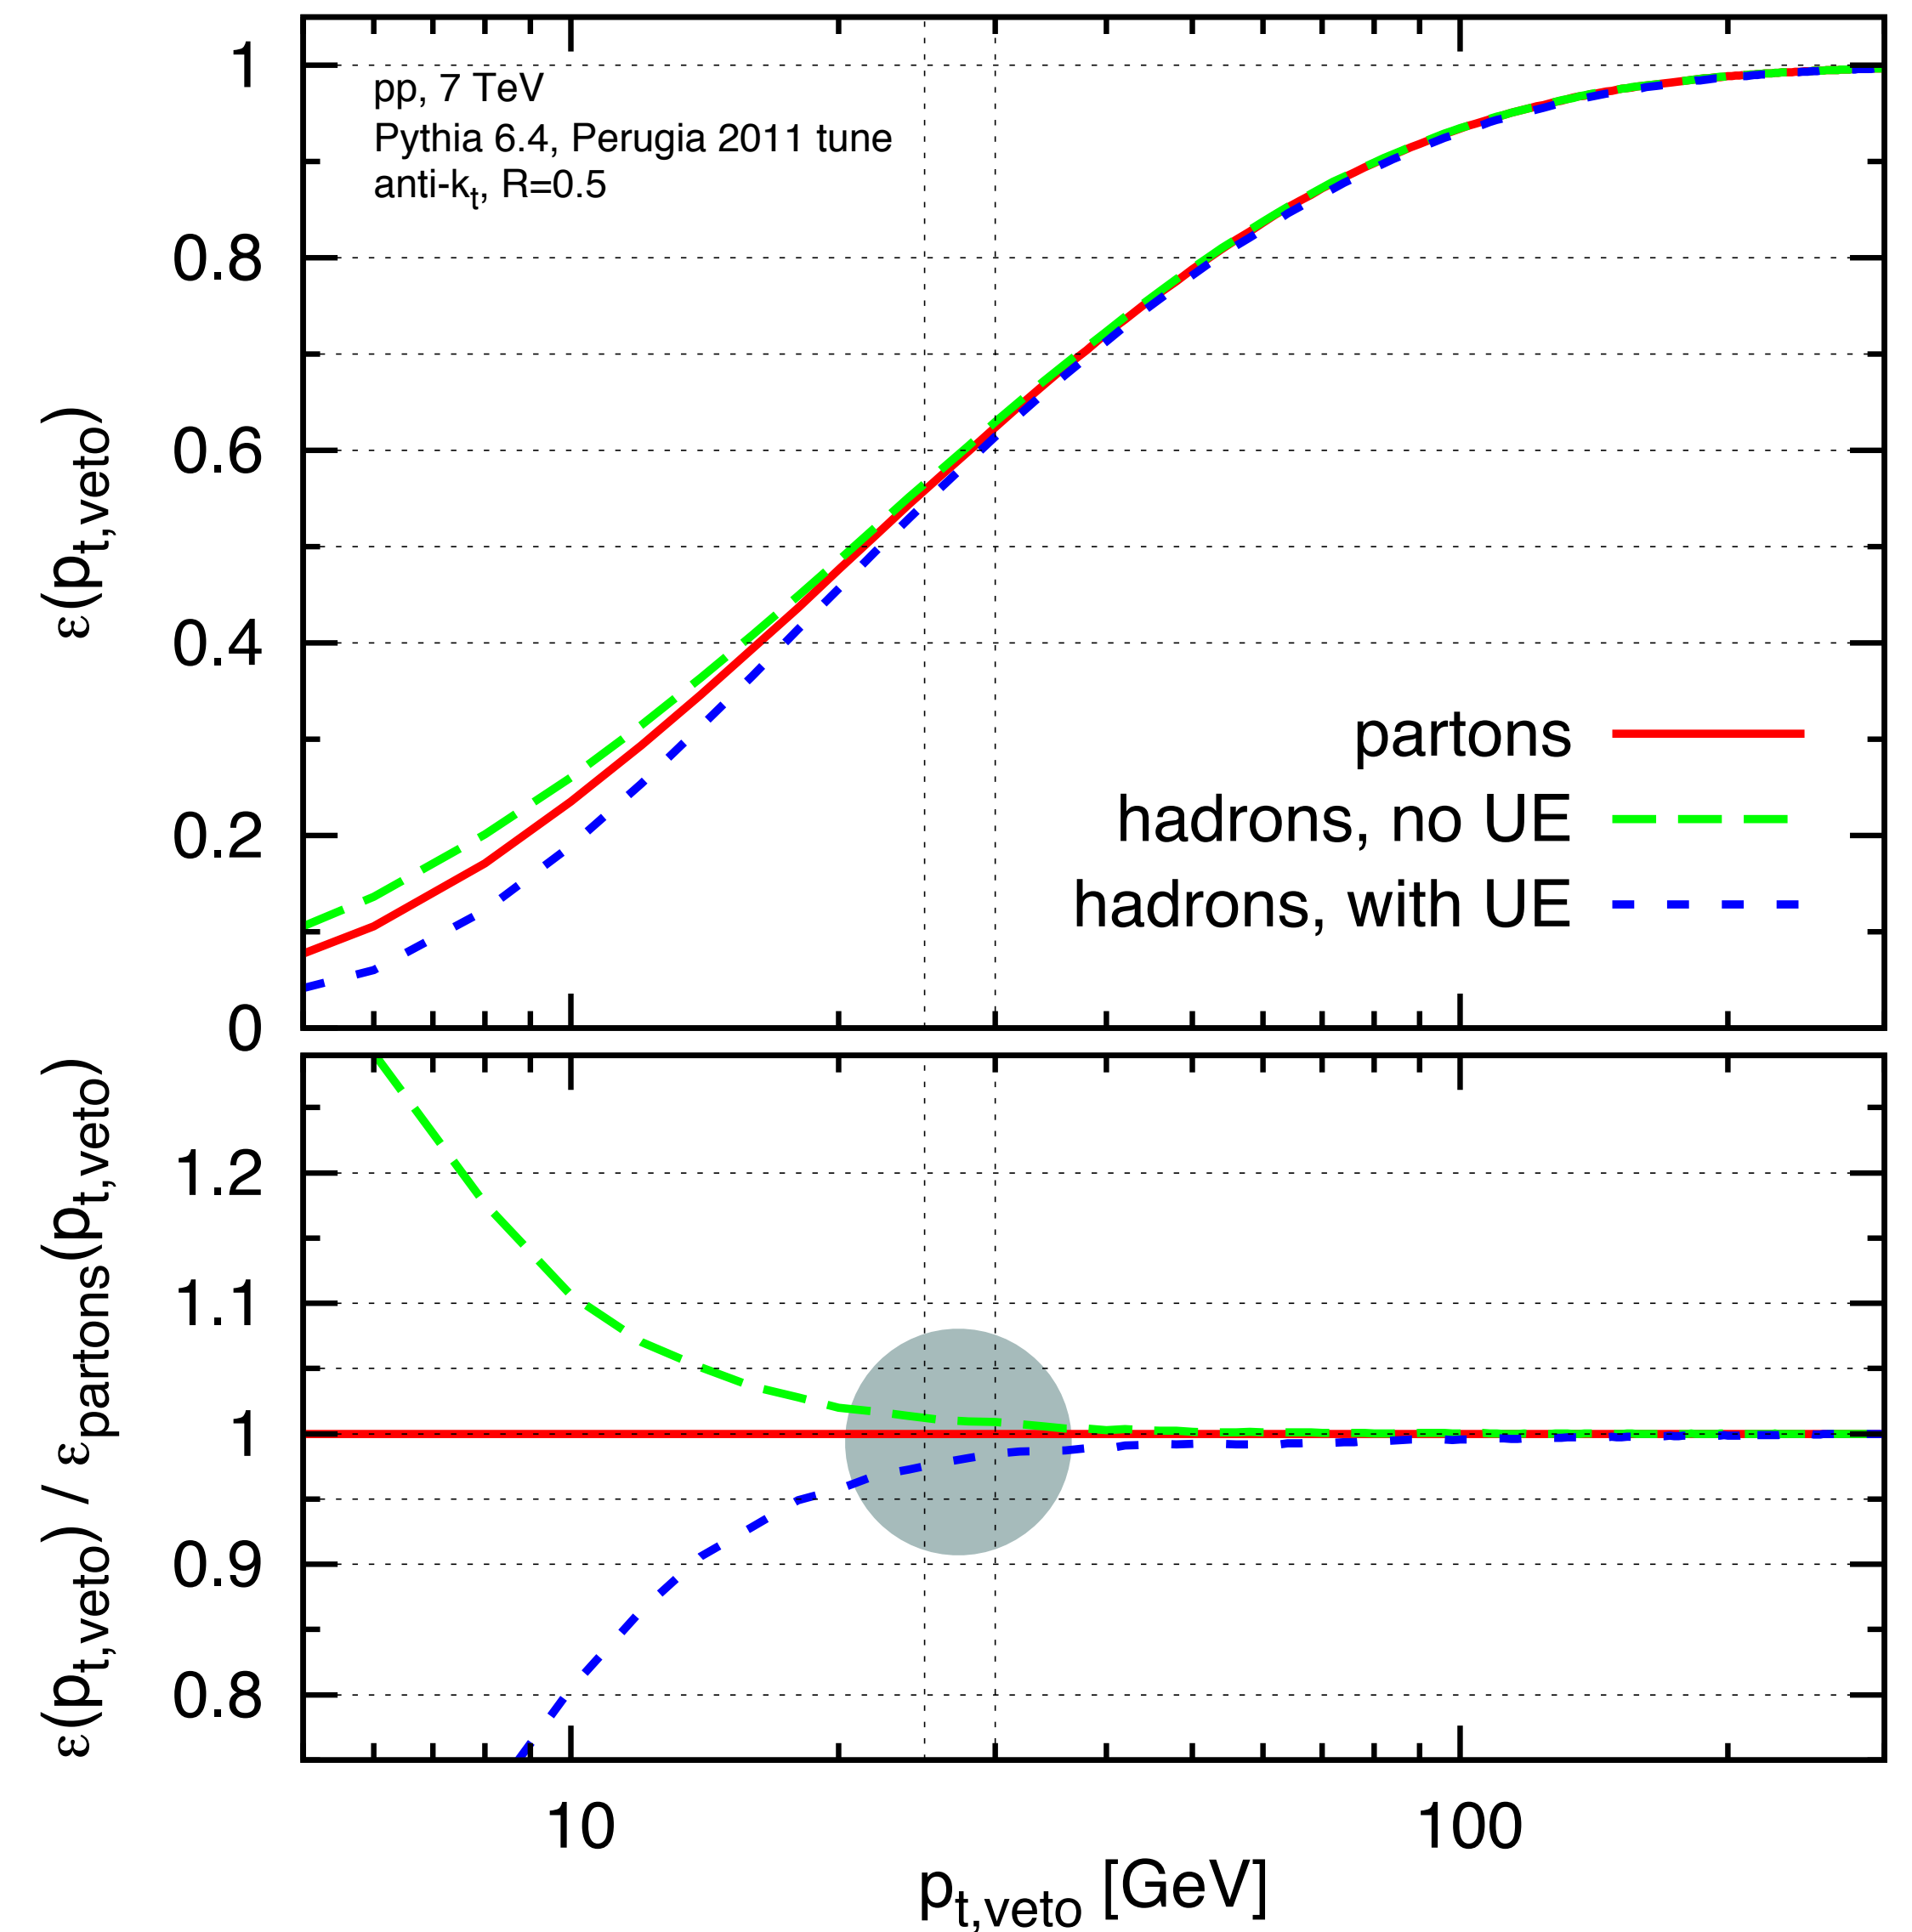 1
0.8
0.6
0.4
0.2
0
ε(pt,veto)
pp, 7 TeV
Pythia 6.4, Perugia 2011 tune
anti-kt, R=0.5
partons
hadrons, no UE
hadrons, with UE
1.2
1.1
1
0.9
0.8
ε(pt,veto) / εpartons(pt,veto)
10
100
pt,veto [GeV]